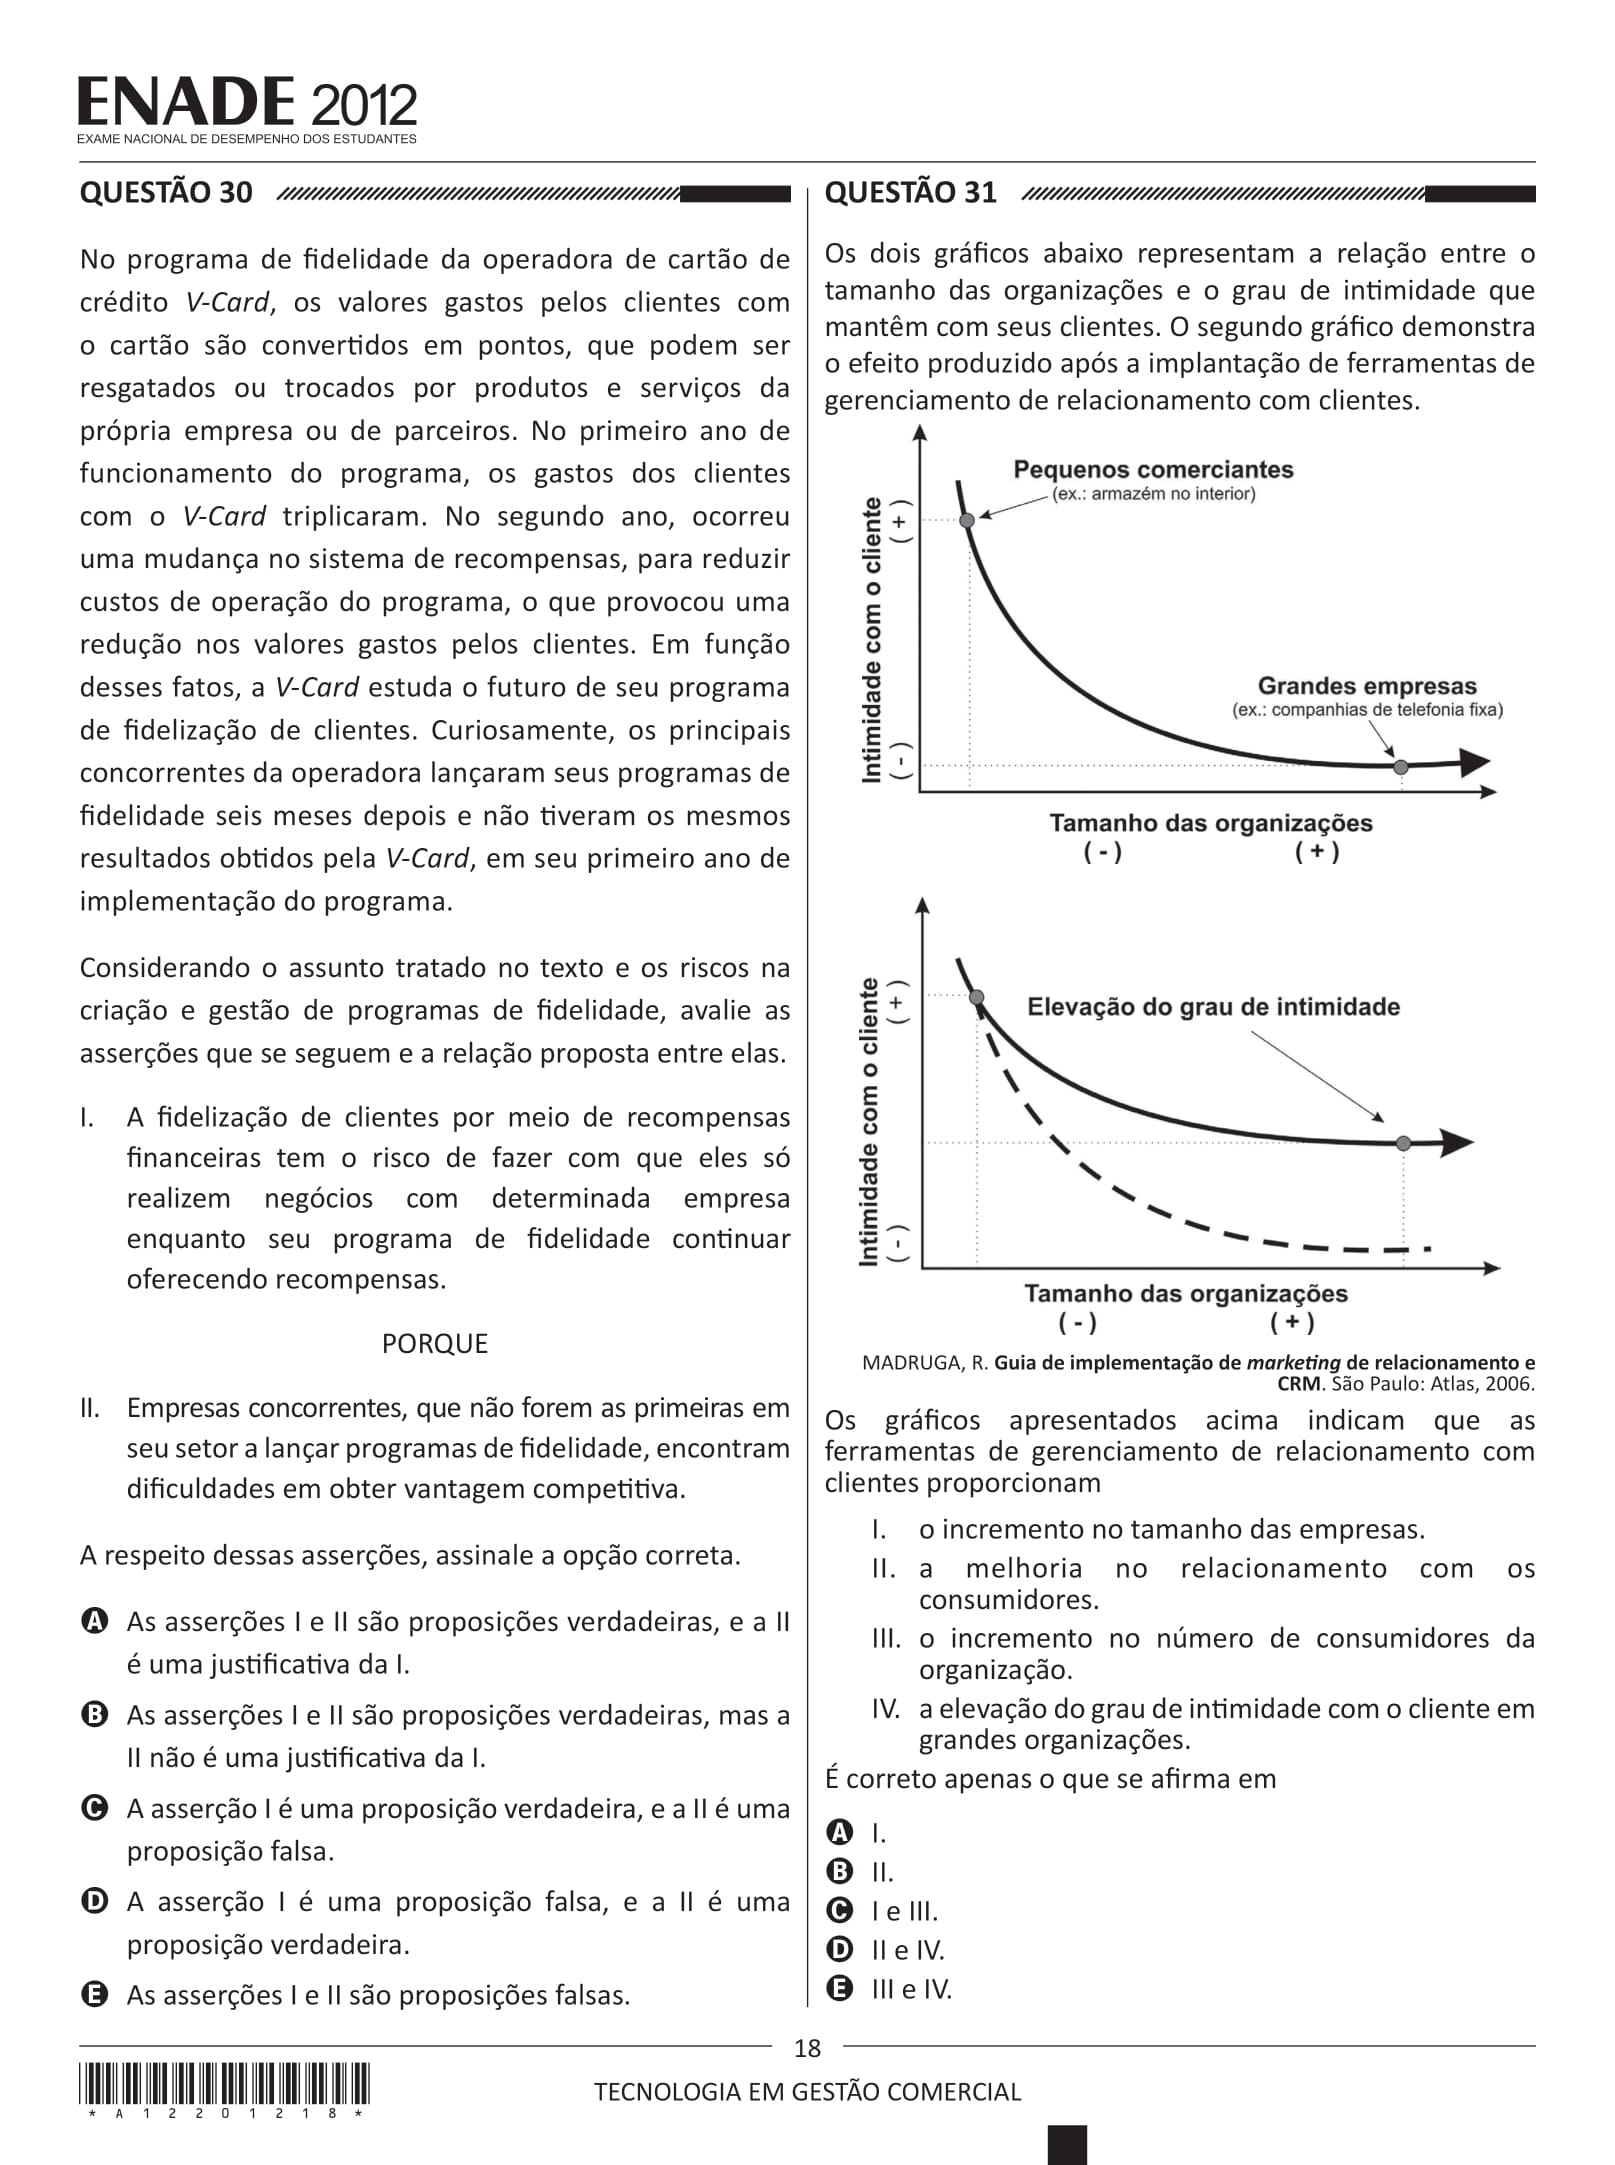 ENADE 2012
EXAME NACIONAL DE DESEMPENHO DOS ESTUDANTES
QUESTÃO 30
No programa de fidelidade da operadora de cartão de
crédito V-Card, os valores gastos pelos clientes com
o cartão são convertidos em pontos, que podem ser
resgatados ou trocados por produtos e serviços da
própria empresa ou de parceiros. No primeiro ano de
funcionamento do programa, os gastos dos clientes
com o V-Card triplicaram. No segundo ano, ocorreu
uma mudança no sistema de recompensas, para reduzir
custos de operação do programa, o que provocou uma
redução nos valores gastos pelos clientes. Em função
desses fatos, a V-Card estuda o futuro de seu programa
de fidelização de clientes. Curiosamente, os principais
concorrentes da operadora lançaram seus programas de
fidelidade seis meses depois e não tiveram os mesmos
resultados obtidos pela V-Card, em seu primeiro ano de
implementação do programa.
Considerando o assunto tratado no texto e os riscos na
criação e gestão de programas de fidelidade, avalie as
asserções que se seguem e a relação proposta entre elas.
I. A fidelização de clientes por meio de recompensas
financeiras tem o risco de fazer com que eles só
realizem negócios com determinada empresa
enquanto seu programa de fidelidade continuar
oferecendo recompensas.
PORQUE
II. Empresas concorrentes, que não forem as primeiras em
seu setor a lançar programas de fidelidade, encontram
dificuldades em obter vantagem competitiva.
A respeito dessas asserções, assinale a opção correta.
A As asserções I e II são proposições verdadeiras, e a II
é uma justificativa da I.
B As asserções I e II são proposições verdadeiras, mas a
II não é uma justificativa da I.
C A asserção I é uma proposição verdadeira, e a II é uma
proposição falsa.
D A asserção I é uma proposição falsa, e a II é uma
proposição verdadeira.
E As asserções I e II são proposições falsas.
QUESTÃO 31
Os dois gráficos abaixo representam a relação entre o
tamanho das organizações e o grau de intimidade que
mantêm com seus clientes. O segundo gráfico demonstra
o efeito produzido após a implantação de ferramentas de
gerenciamento de relacionamento com clientes.
Intimidade com o cliente
( - ) ( + )
Pequenos comerciantes
(ex.: armazém no interior)
Grandes empresas
(ex.: companhias de telefonia fixa)
Tamanho das organizações
( - ) ( + )
Intimidade com o cliente
( - ) ( + )
Elevação do grau de intimidade
Tamanho das organizações
( - ) ( + )
MADRUGA, R. Guia de implementação de marketing de relacionamento e
CRM. São Paulo: Atlas, 2006.
Os gráficos apresentados acima indicam que as
ferramentas de gerenciamento de relacionamento com
clientes proporcionam
I. o incremento no tamanho das empresas.
II. a melhoria no relacionamento com os
consumidores.
III. o incremento no número de consumidores da
organização.
IV. a elevação do grau de intimidade com o cliente em
grandes organizações.
É correto apenas o que se afirma em
A I.
B II.
C I e III.
D II e IV.
E III e IV.
18
TECNOLOGIA EM GESTÃO COMERCIAL
* A 1 2 2 0 1 2 1 8 *